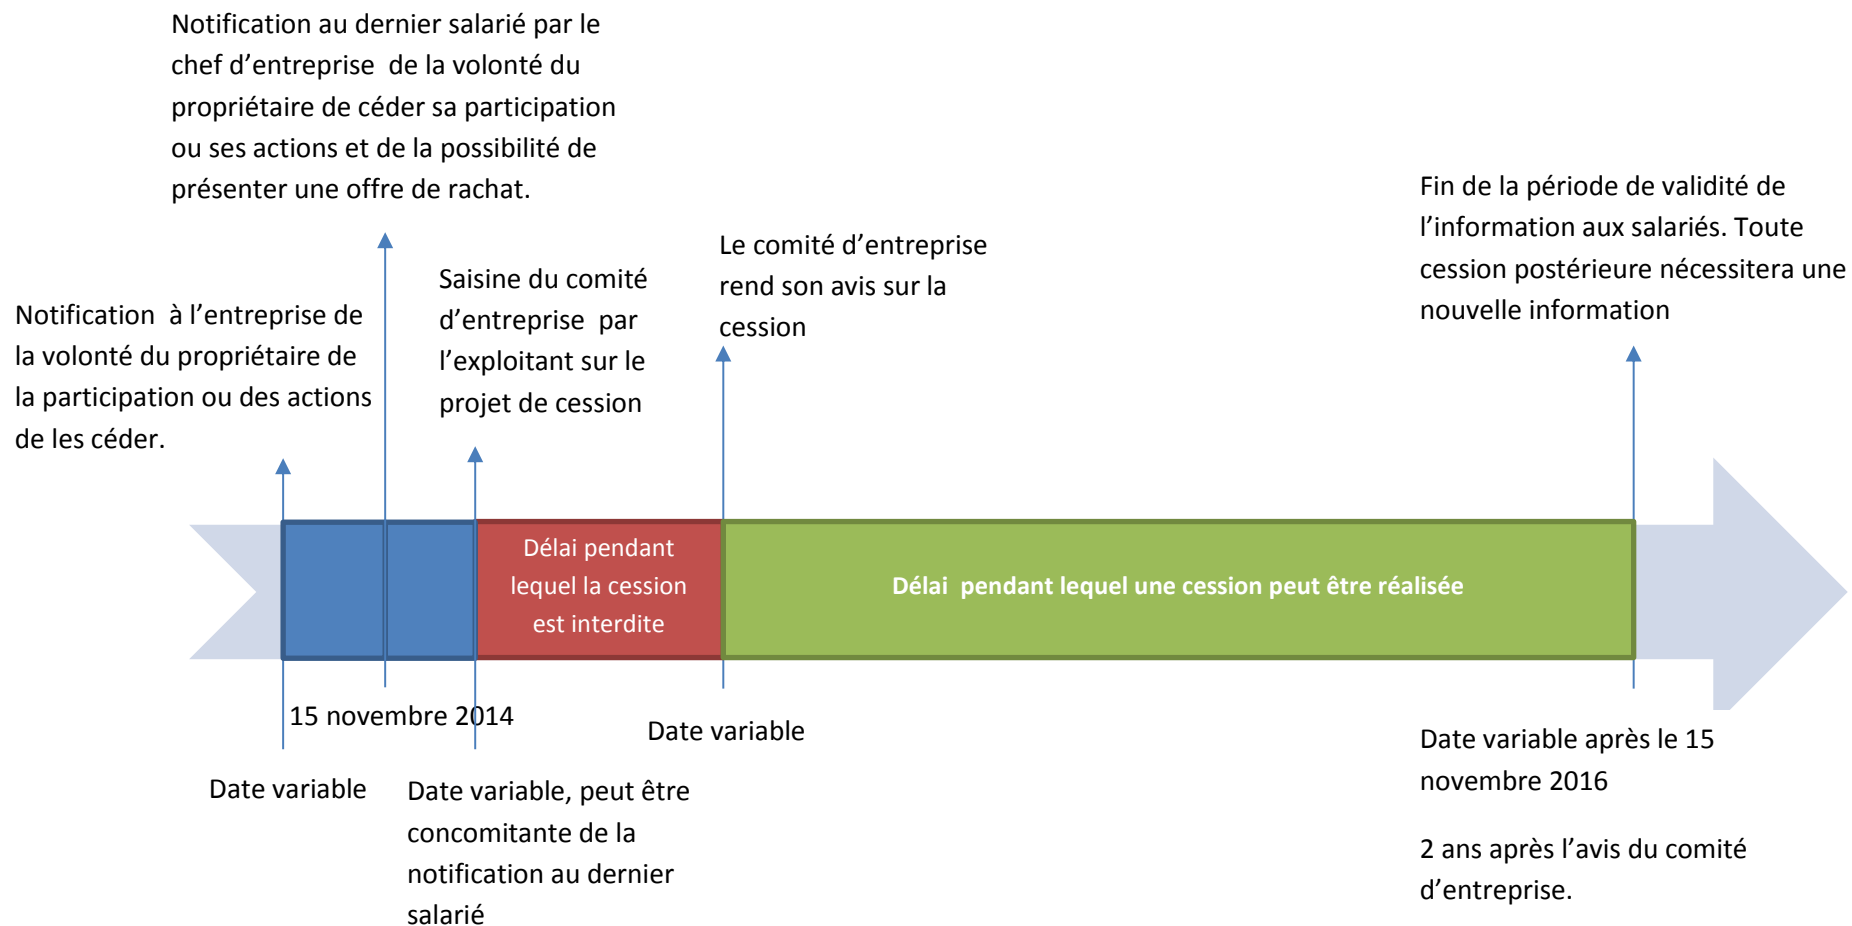 Notification au dernier salarié par le
chef d’entreprise  de la volonté du
propriétaire de céder sa participation
ou ses actions et de la possibilité de
présenter une offre de rachat.
Notification  à l’entreprise de
la volonté du propriétaire de
la participation ou des actions
de les céder.
Saisine du comité
d’entreprise  par
l’exploitant sur le
projet de cession
Le comité d’entreprise
rend son avis sur la
cession
Fin de la période de validité de
l’information aux salariés. Toute
cession postérieure nécessitera une
nouvelle information
Délai pendant
lequel la cession
est interdite
Délai  pendant lequel une cession peut être réalisée
15 novembre 2014
Date variable
Date variable, peut être
concomitante de la
notification au dernier
salarié
Date variable
Date variable après le 15
novembre 2016
2 ans après l’avis du comité
d’entreprise.